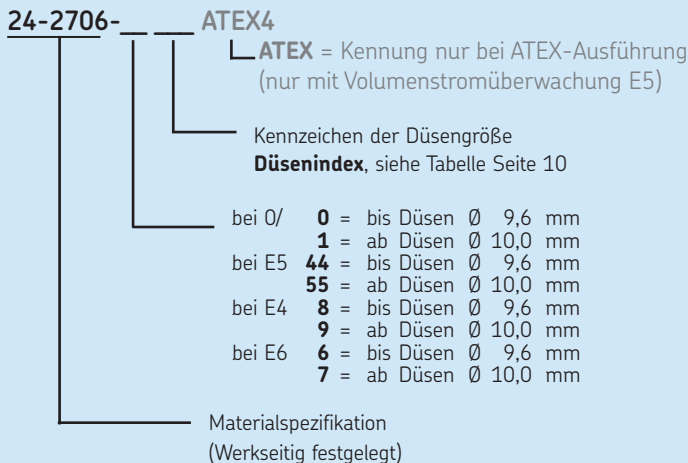 24-2706-__ ___ ATEX4
ATEX = Kennung nur bei ATEX-Ausführung
(nur mit Volumenstromüberwachung E5)
Kennzeichen der Düsengröße
Düsenindex, siehe Tabelle Seite 10
bei 0/ 0 = bis Düsen Ø 9,6 mm
1 = ab Düsen Ø 10,0 mm
bei E5 44 = bis Düsen Ø 9,6 mm
55 = ab Düsen Ø 10,0 mm
bei E4 8 = bis Düsen Ø 9,6 mm
9 = ab Düsen Ø 10,0 mm
bei E6 6 = bis Düsen Ø 9,6 mm
7 = ab Düsen Ø 10,0 mm
Materialspezifikation
(Werkseitig festgelegt)